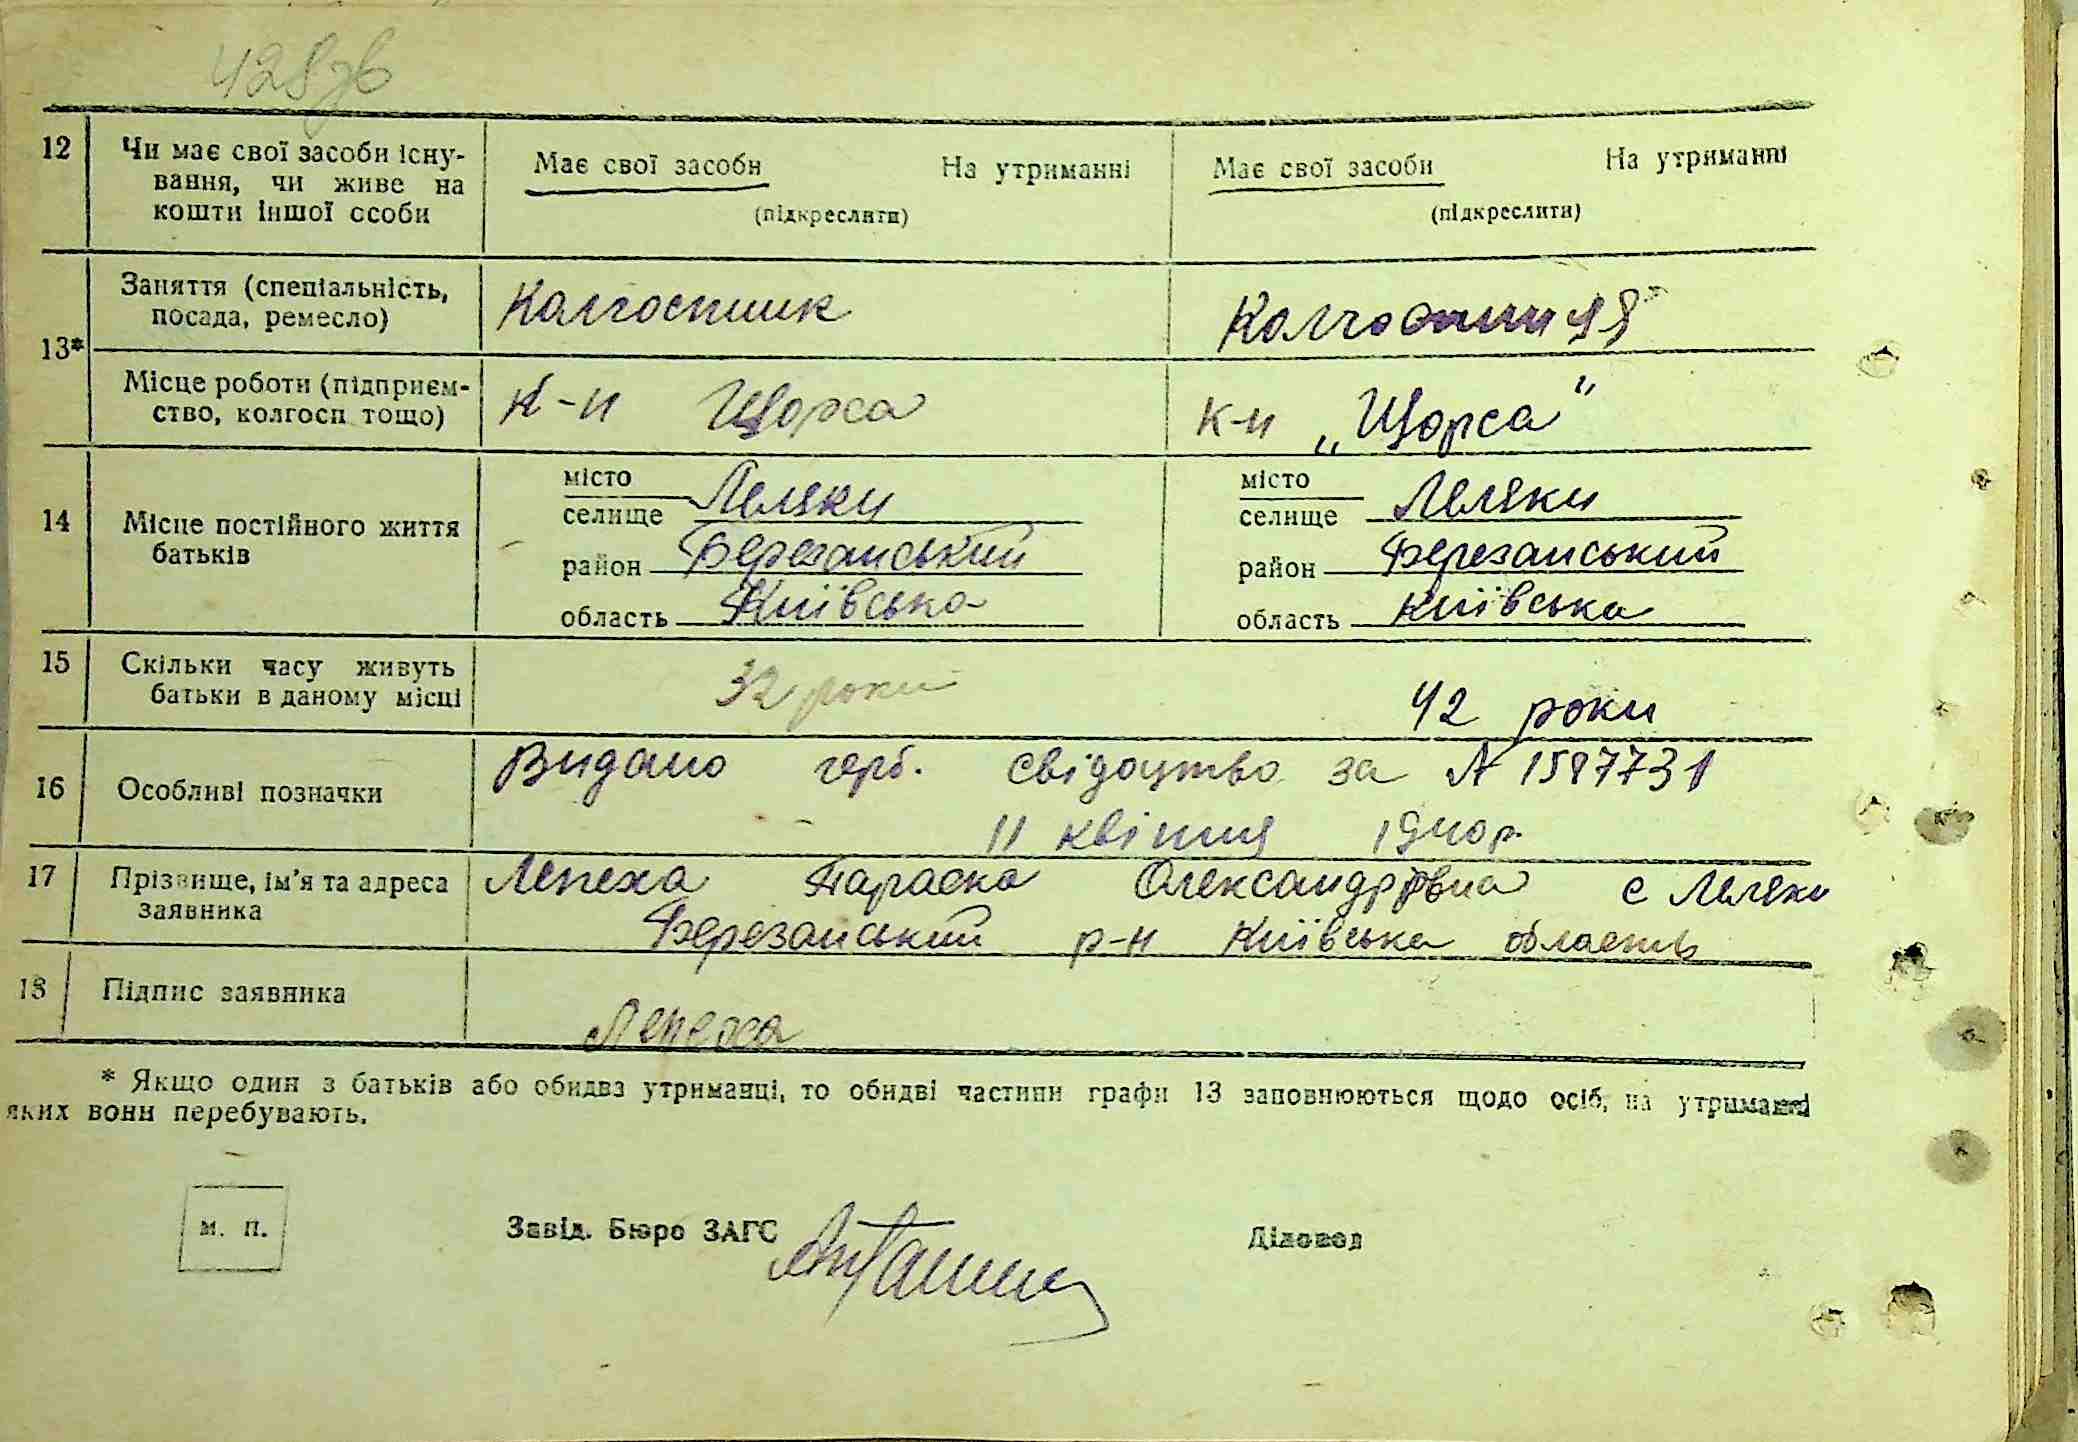 428зв
12 Чи має свої засоби існу- Має свої засоби На утриманні Має свої засоби На утриманні
вання, чи живе на
кошти іншої особи (підкреслити) (підкреслити)
13* Заняття (спеціальність, Колгоспник Колгоспниця
посада, ремесло)
Місце роботи (підприєм- К-п Щорса К-п „Щорса"
ство, колгосп тощо)
14 Місце постійного життя батьків місто Леляки місто Леляки
селище селище
район Березанський район Березанський
область Київська область Київська
15 Скільки часу живуть 32 роки 42 роки
батьки в даному місці
16 Особливі позначки Видано герб. свідоцтво за № 1587731
11 квітня 1940р
17 Прізвище, ім'я та адреса Лепеха Параска Олександрівна с Леляки
заявника Березанський р-н Київська область
18 Підпис заявника Лепеха
* Якщо один з батьків або обидва утриманці, то обидві частини графи 13 заповнюються щодо осіб, на утриманні
яких вони перебувають.
м. п. Завід. Бюро ЗАГС Діловод